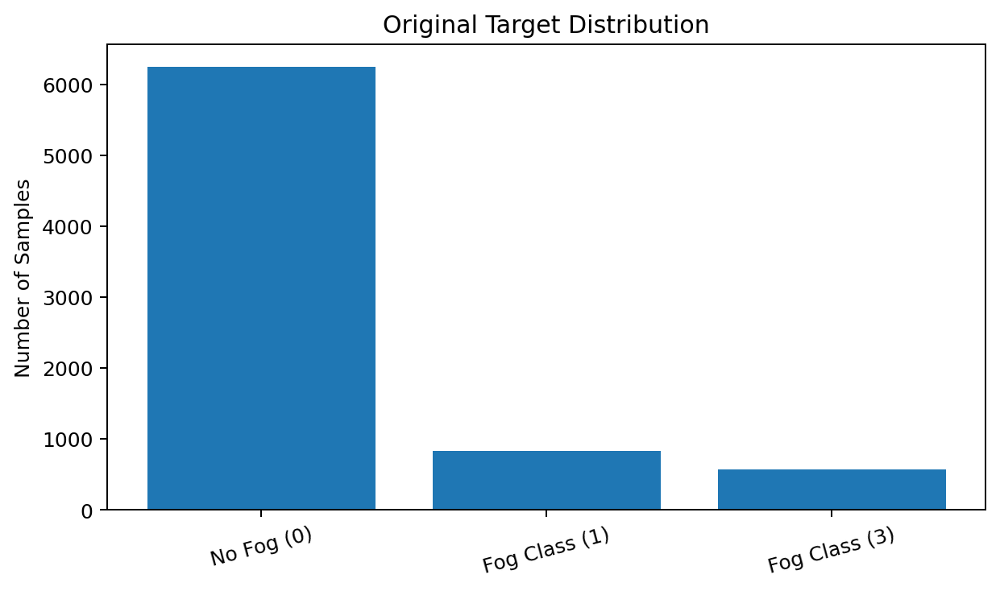 Original Target Distribution
Number of Samples
6000
5000
4000
3000
2000
1000
0
No Fog (0)
Fog Class (1)
Fog Class (3)